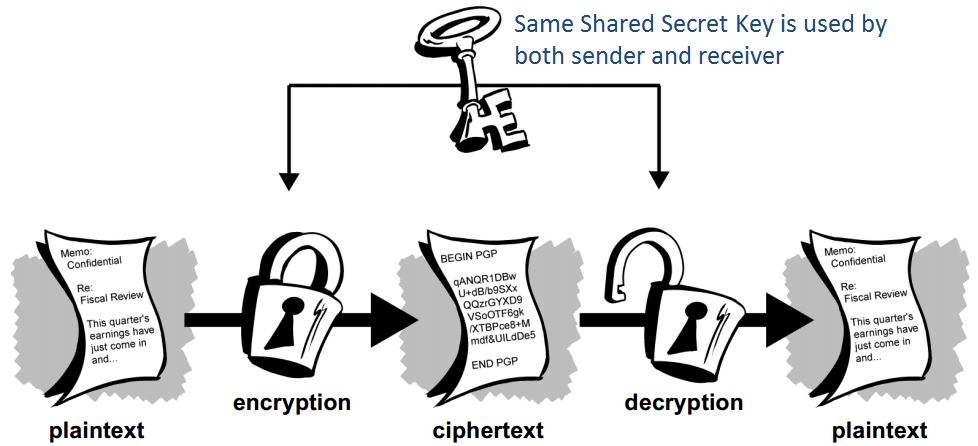 Same Shared Secret Key is used by
both sender and receiver
Memo:
Confidential
Re:
Fiscal Review
This quarter's
earnings have
just come in
and...
plaintext
encryption
BEGIN PGP
qANQR1DBw
U+dB/b9SXx
QQzrGYXD9
VSoOTF6gk
/XTBPce8+M
mdf&UILdDe5
END PGP
ciphertext
decryption
Memo:
Confidential
Re:
Fiscal Review
This quarter's
earnings have
just come in
and...
plaintext